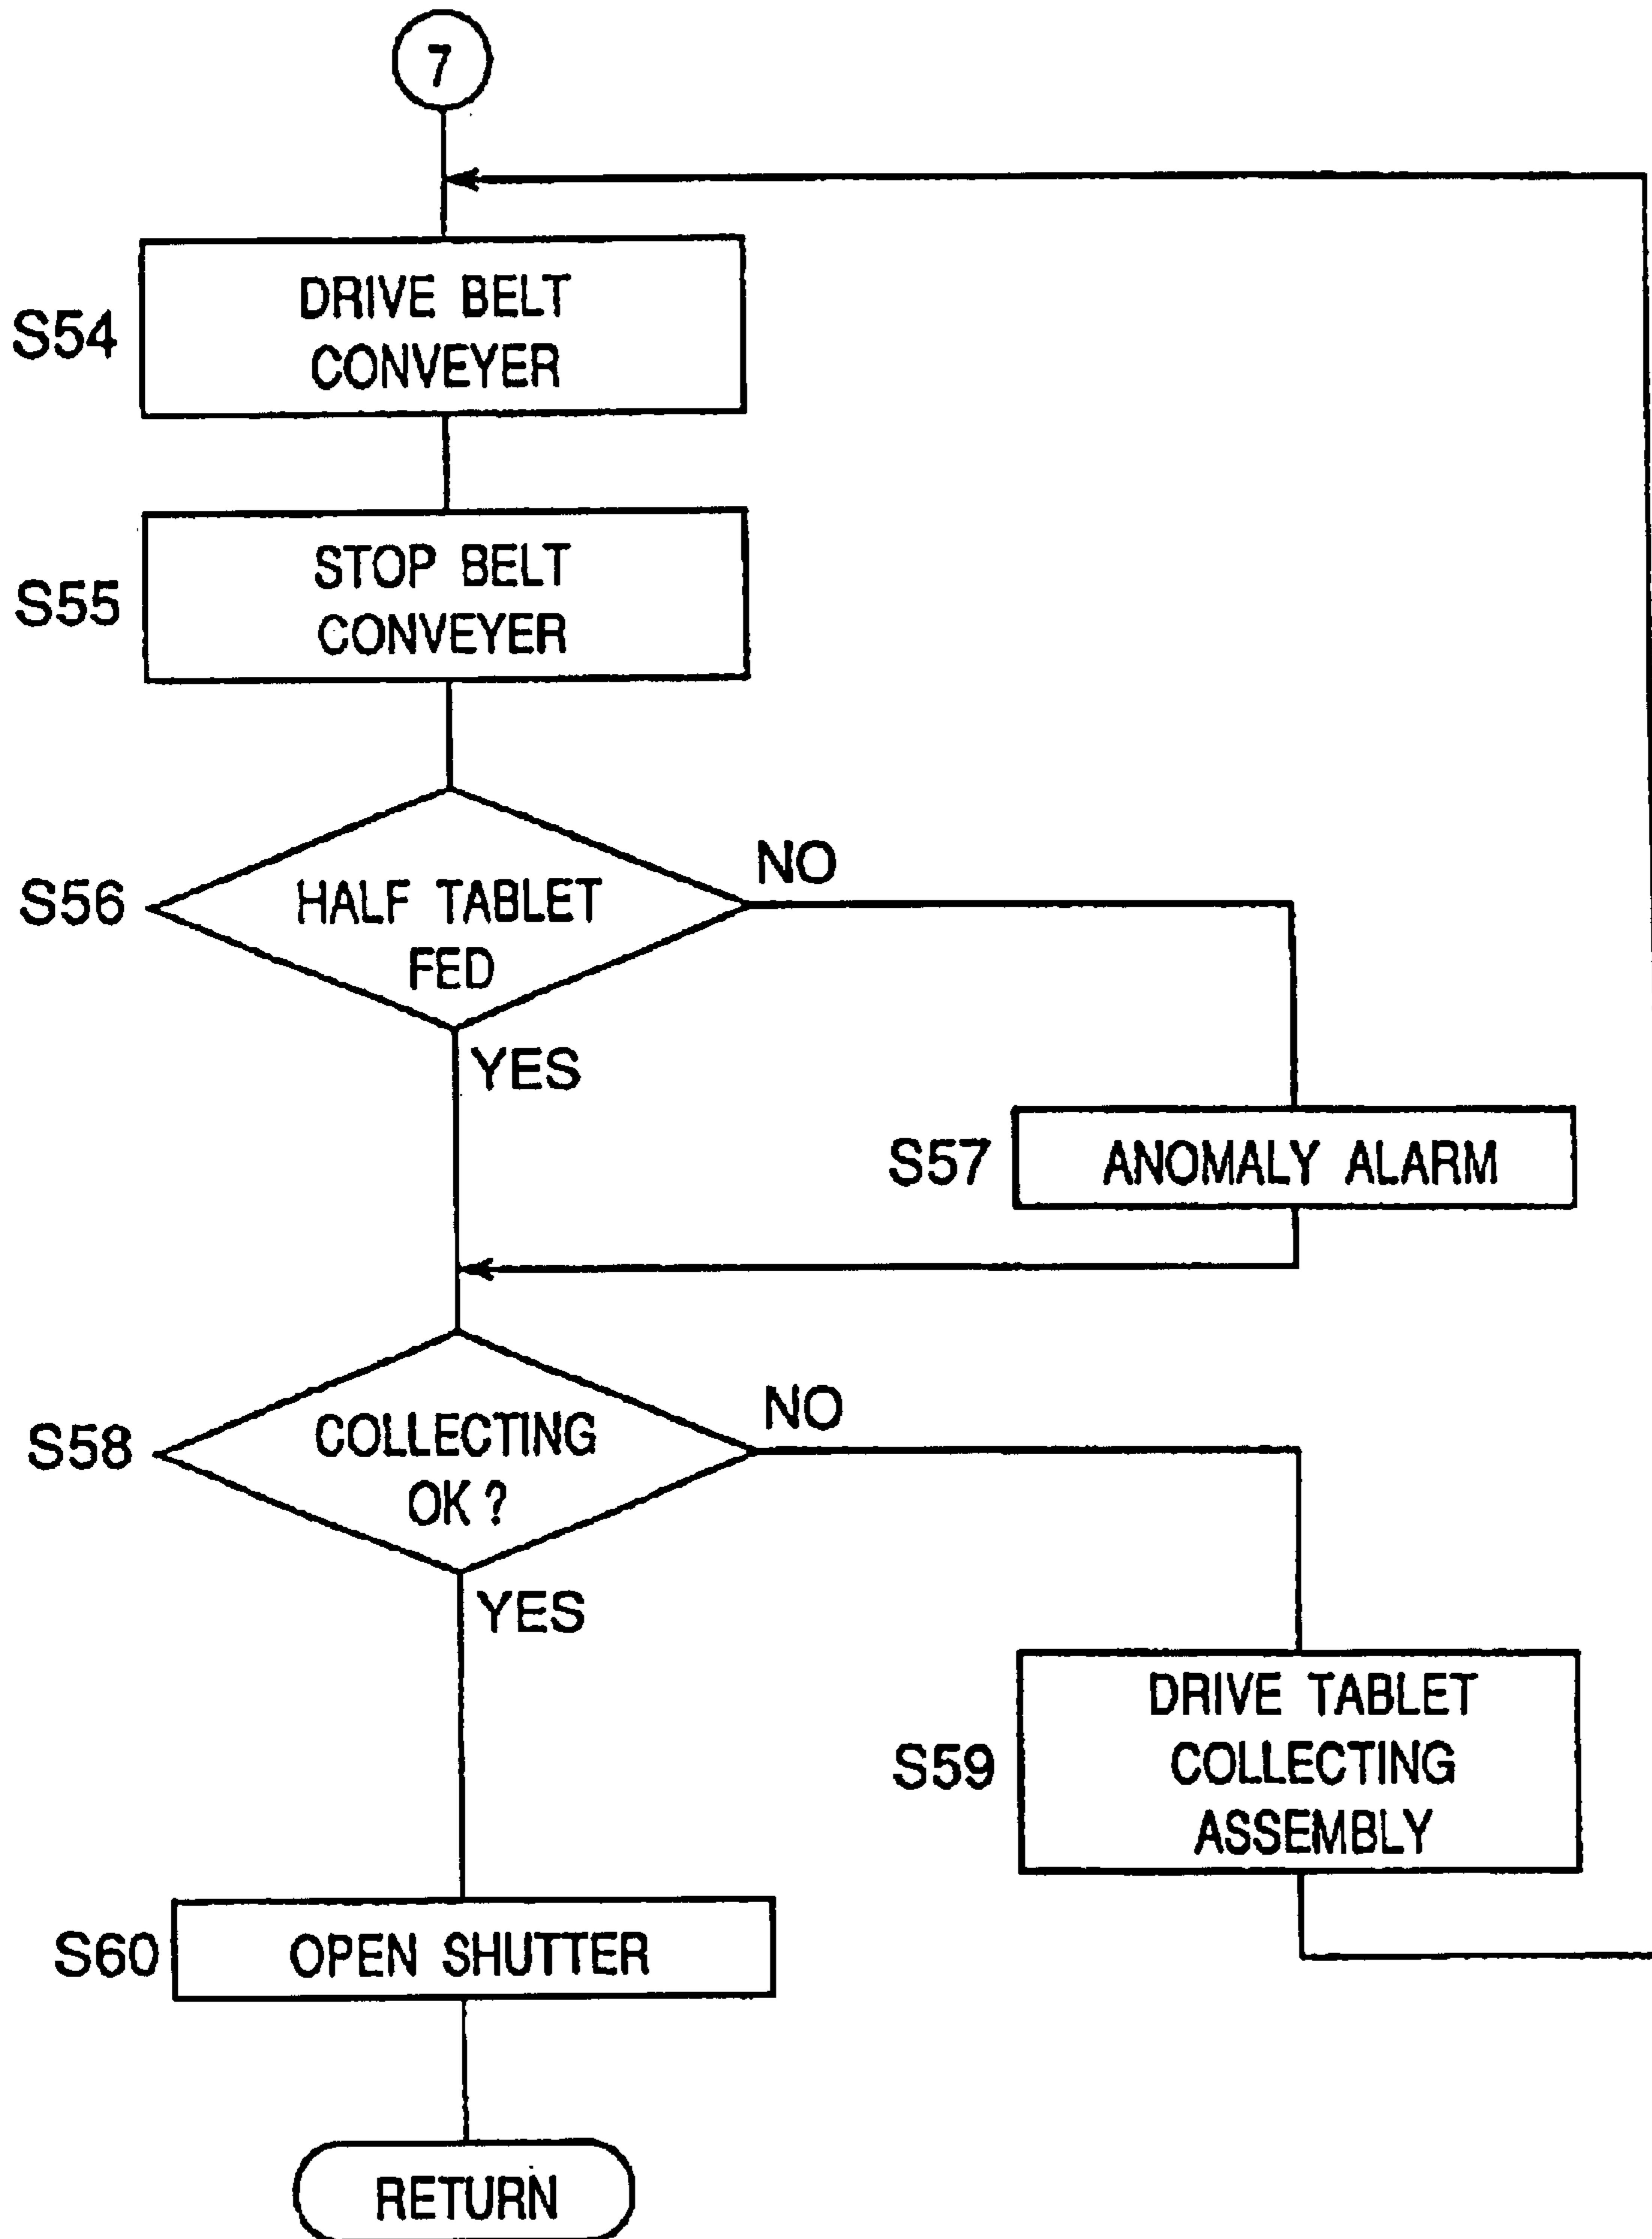 7
S54
DRIVE BELT
CONVEYER
S55
STOP BELT
CONVEYER
S56
HALF TABLET
FED
NO
YES
S57
ANOMALY ALARM
S58
COLLECTING
OK?
NO
YES
S59
DRIVE TABLET
COLLECTING
ASSEMBLY
S60
OPEN SHUTTER
RETURN